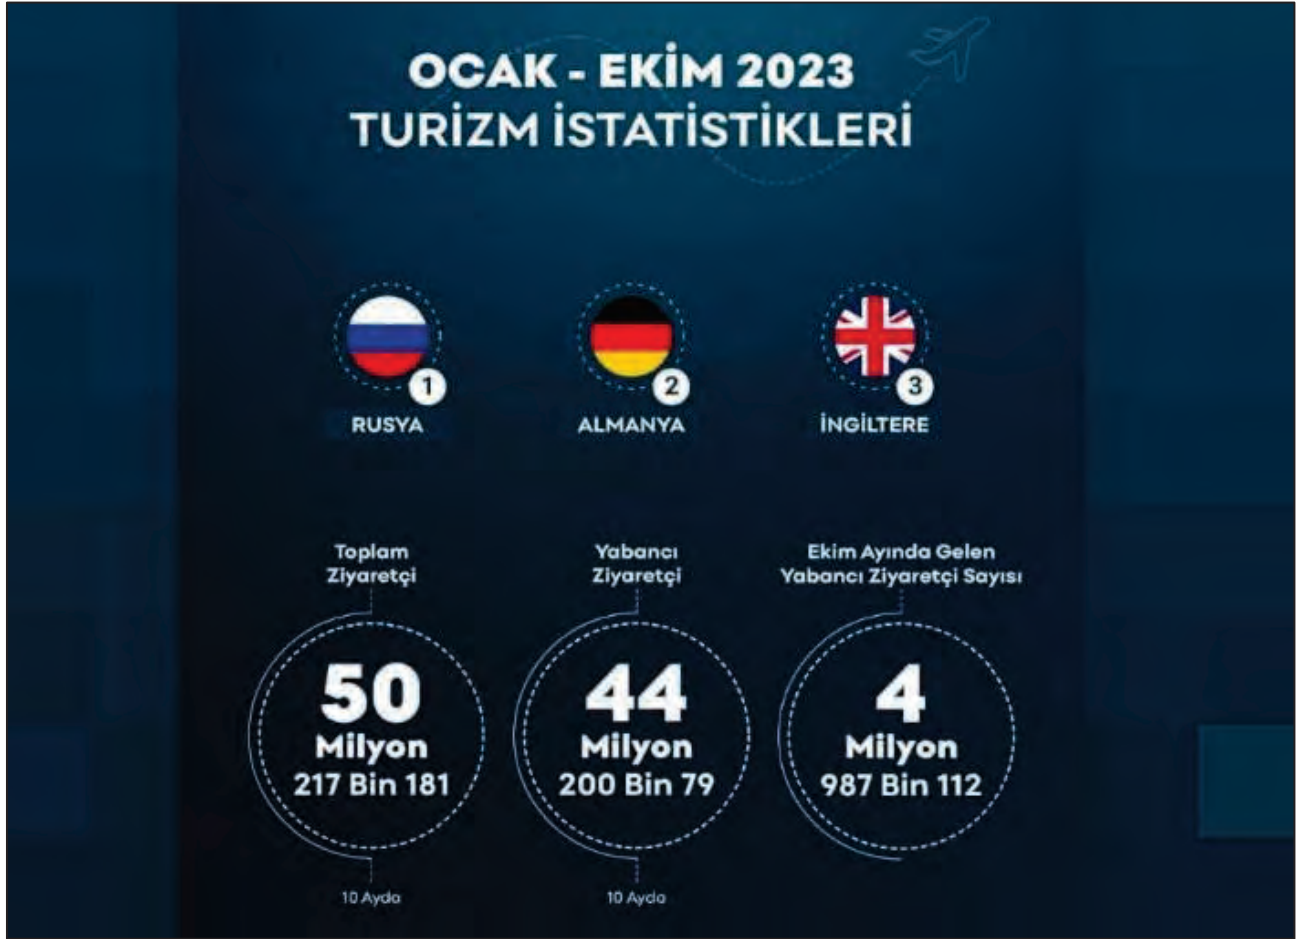 OCAK - EKİM 2023
TURİZM İSTATİSTİKLERİ
1
2
3
RUSYA
ALMANYA
İNGİLTERE
Toplam
Ziyaretçi
50
Milyon
217 Bin 181
10 Ayda
Yabancı
Ziyaretçi
44
Milyon
200 Bin 79
10 Ayda
Ekim Ayında Gelen
Yabancı Ziyaretçi Sayısı
4
Milyon
987 Bin 112